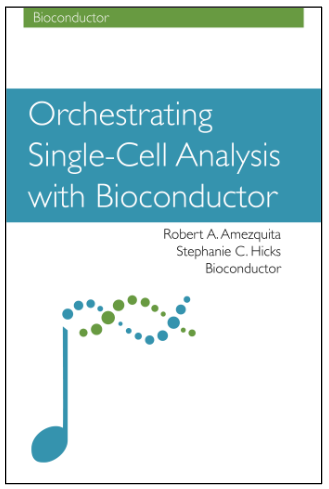 Bioconductor
Orchestrating
Single-Cell Analysis
with Bioconductor
Robert A. Amezquita
Stephanie C. Hicks
Bioconductor